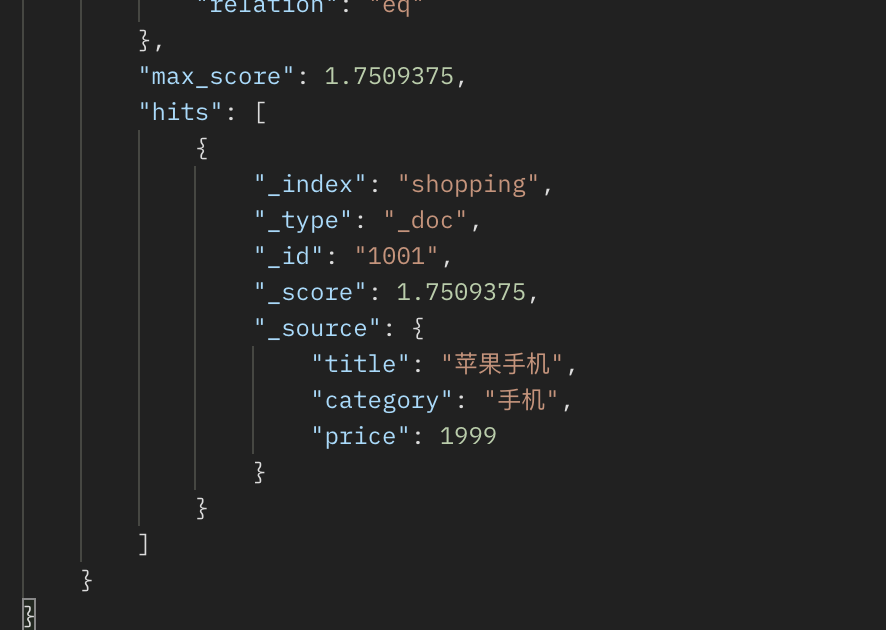 "relation": "eq"
},
"max_score": 1.7509375,
"hits": [
{
"_index": "shopping",
"_type": "_doc",
"_id": "1001",
"_score": 1.7509375,
"_source": {
"title": "苹果手机",
"category": "手机",
"price": 1999
}
}
]
}
}